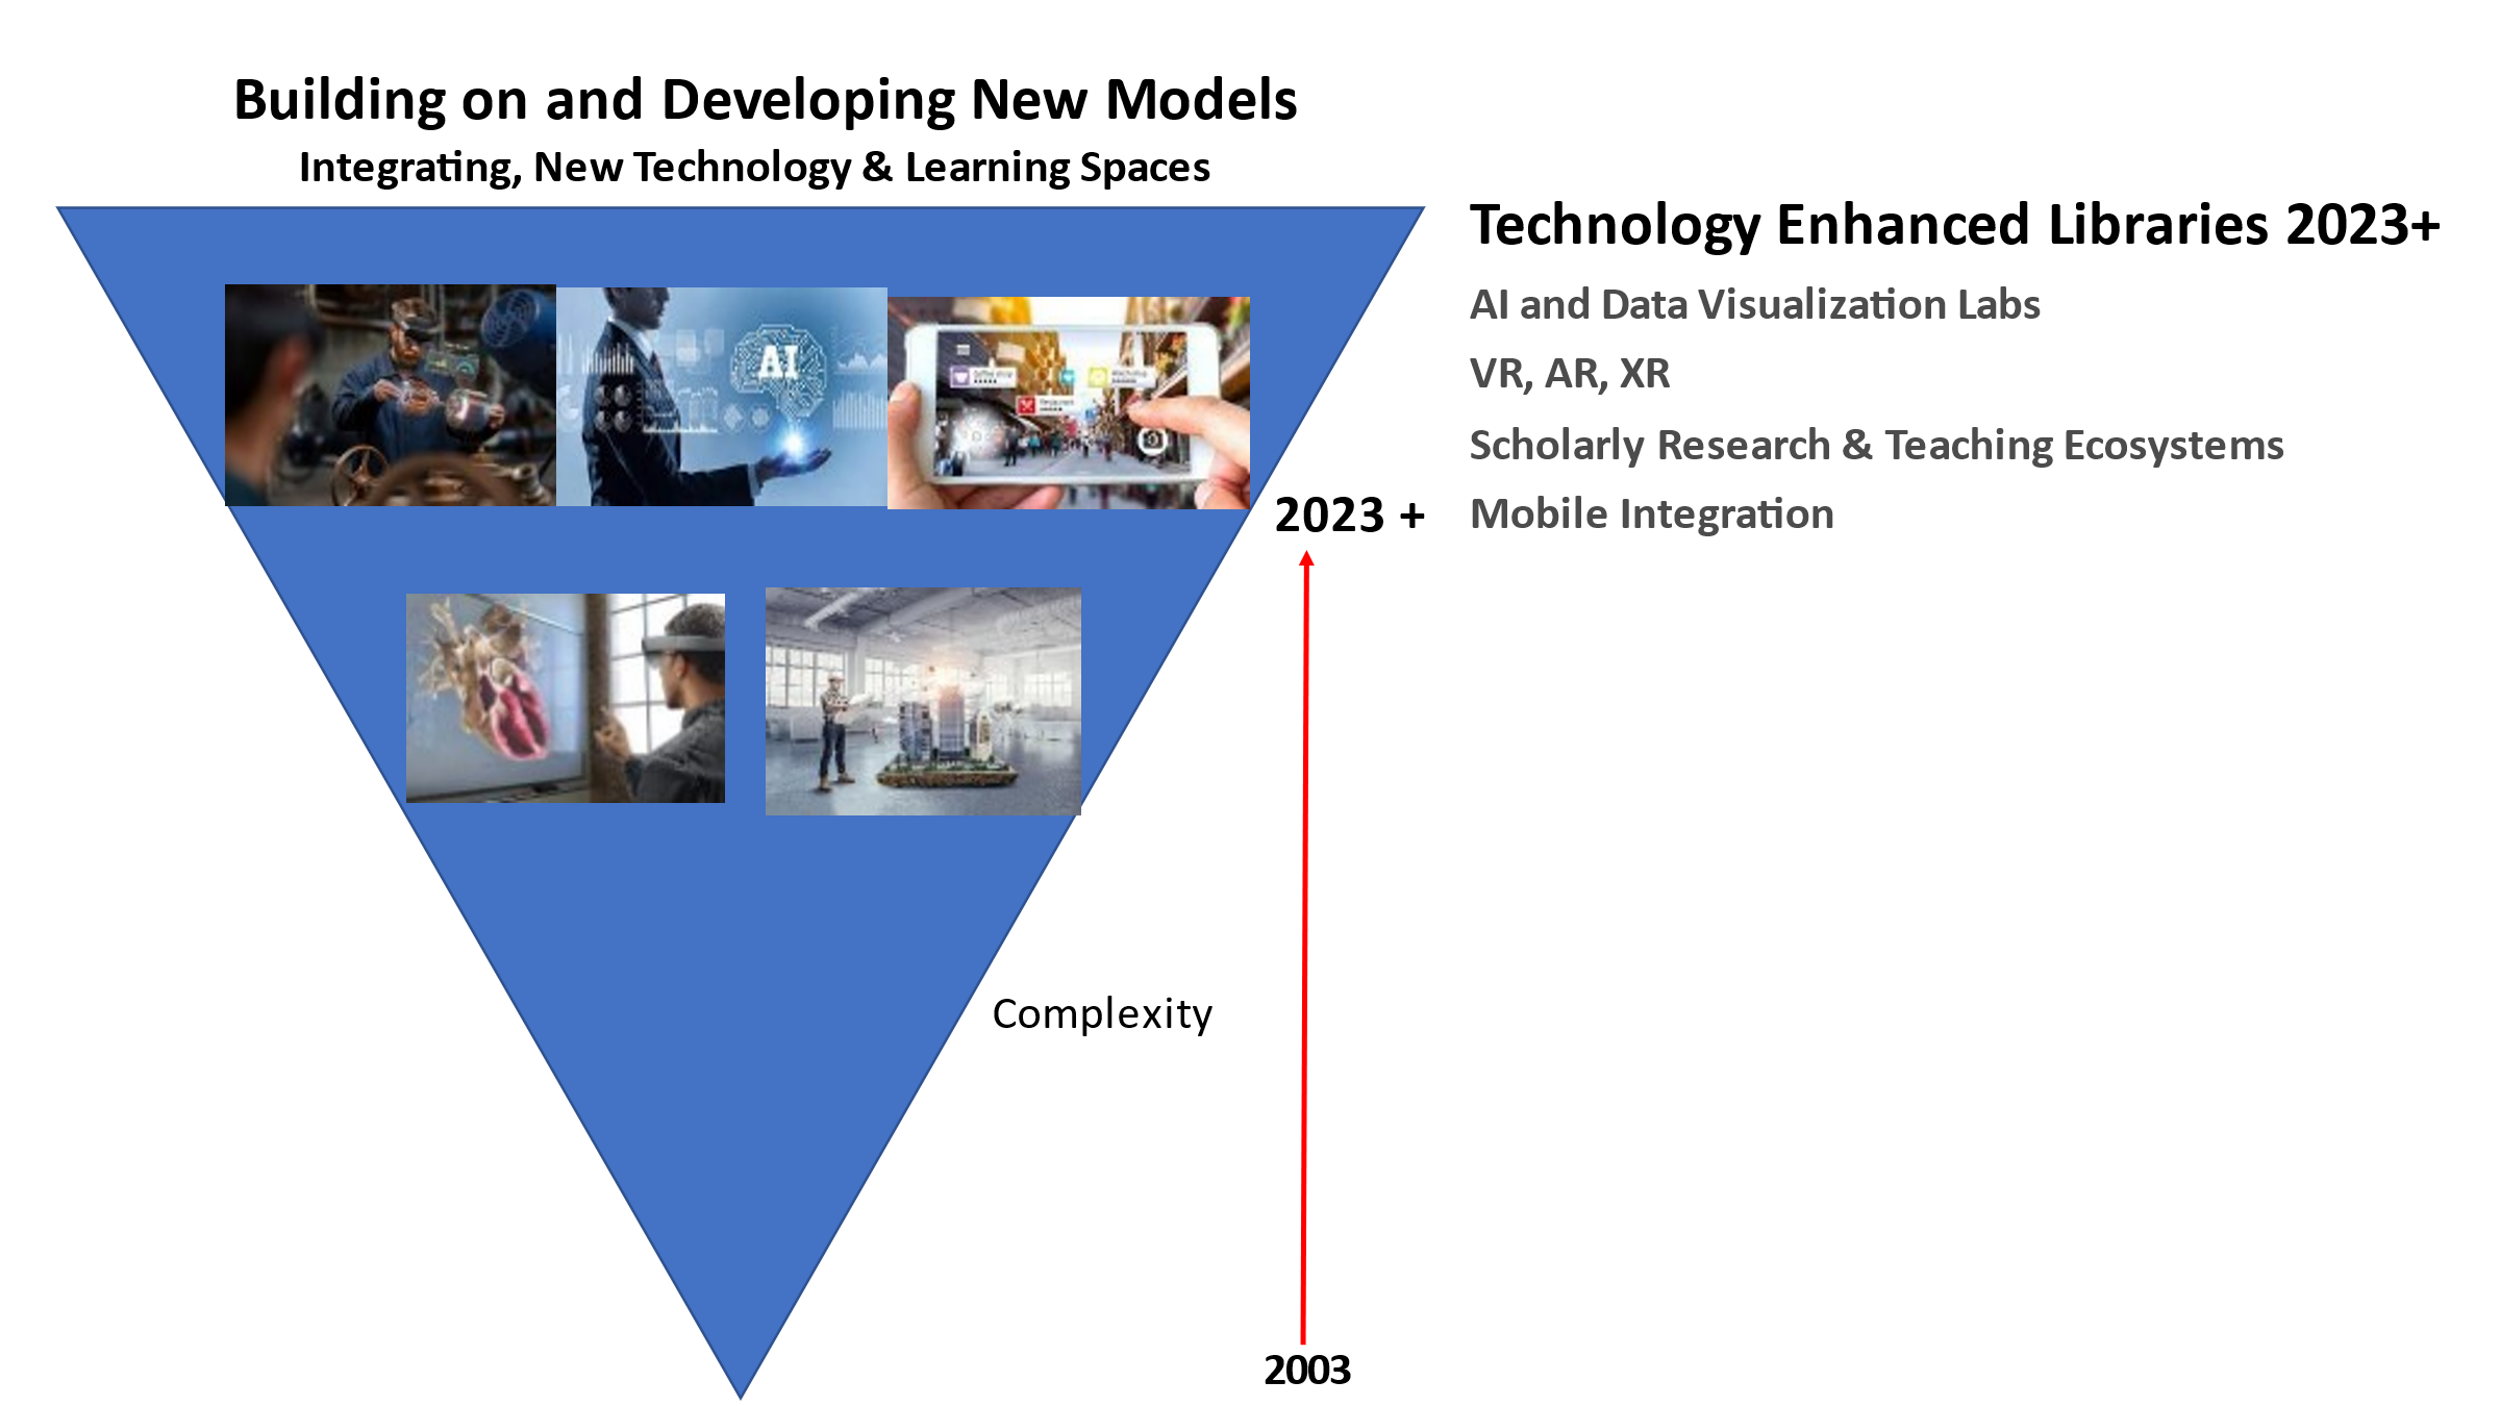 Building on and Developing New Models
Integrating, New Technology & Learning Spaces
Technology Enhanced Libraries 2023+
AI and Data Visualization Labs
VR, AR, XR
Scholarly Research & Teaching Ecosystems
Mobile Integration
AI
2023 +
Complexity
2003